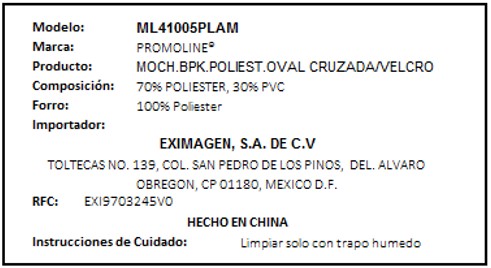 Modelo: ML41005PLAM
Marca: PROMOLINE®
Producto: MOCH.BPK.POLIEST.OVAL CRUZADA/VELCRO
Composición: 70% POLIESTER, 30% PVC
Forro: 100% Poliester
Importador:
EXIMAGEN, S.A. DE C.V
TOLTECAS NO. 139, COL. SAN PEDRO DE LOS PINOS, DEL. ALVARO
OBREGON, CP 01180, MEXICO D.F.
RFC: EXI9703245V0
HECHO EN CHINA
Instrucciones de Cuidado: Limpiar solo con trapo humedo